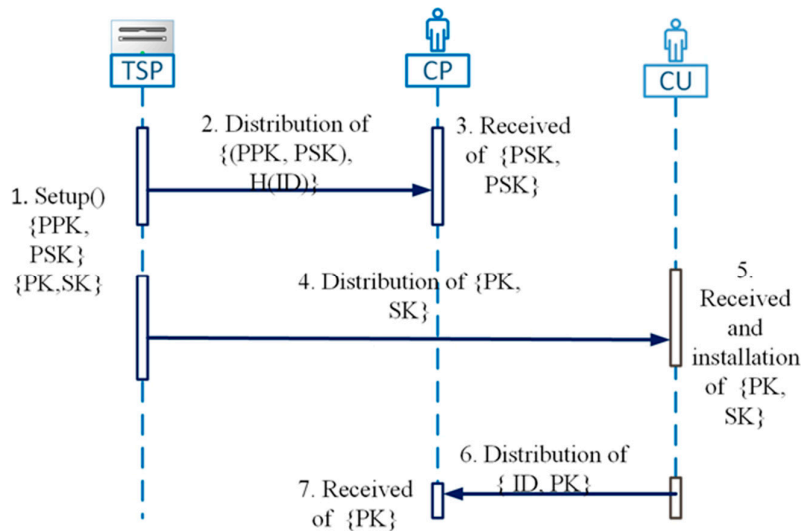 TSP
CP
CU
1. Setup()
{PPK,
PSK}
{PK,SK}
2. Distribution of
{(PPK, PSK),
H(ID)}
3. Received
of {PSK,
PSK}
4. Distribution of {PK,
SK}
5.
Received
and
installation
of {PK,
SK}
6. Distribution of
{ ID, PK}
7. Received
of {PK}